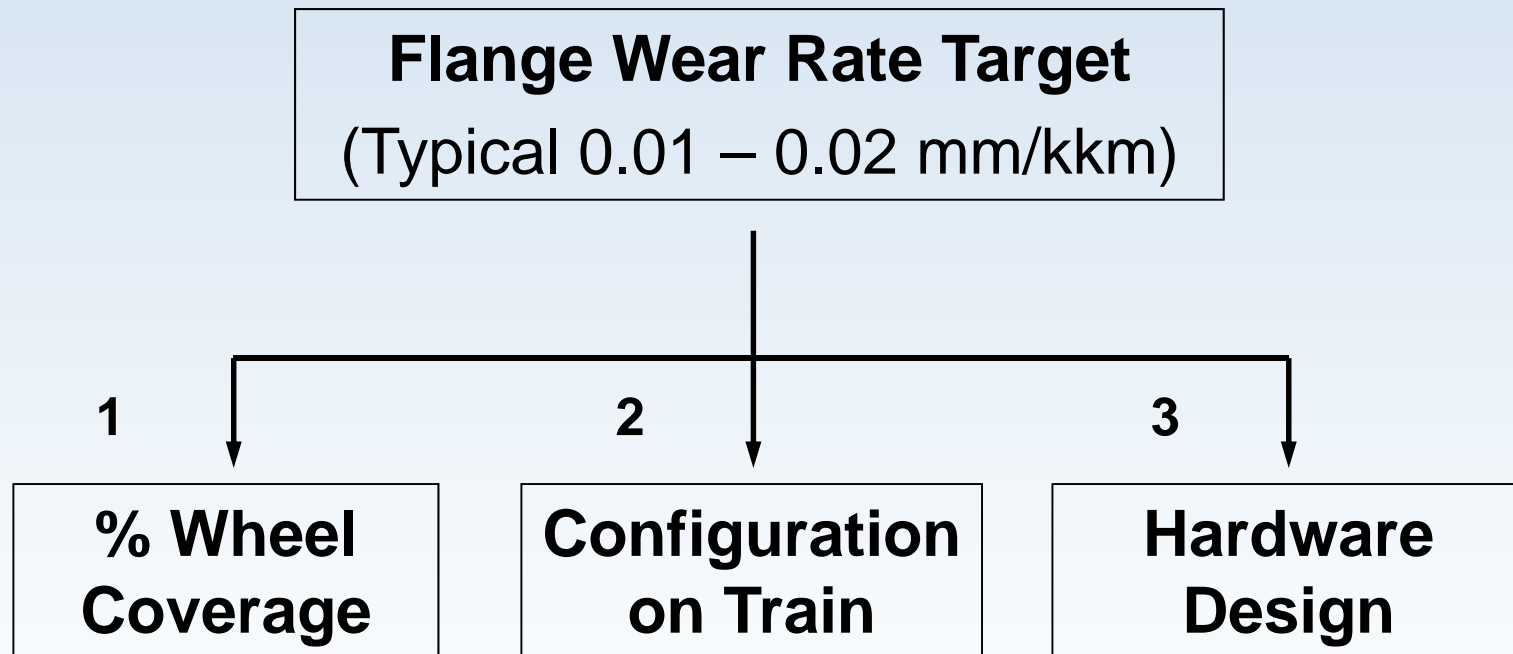 Flange Wear Rate Target
(Typical 0.01 – 0.02 mm/kkm)
1
2
3
% Wheel
Coverage
Configuration
on Train
Hardware
Design